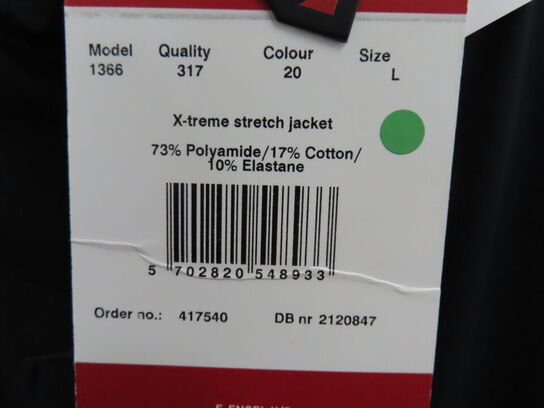 Model Quality Colour Size
1366 317 20 L
X-treme stretch jacket
73% Polyamide/17% Cotton/
10% Elastane
5 702820 548933
Order no.: 417540 DB nr 2120847
F. ENGEL K/S